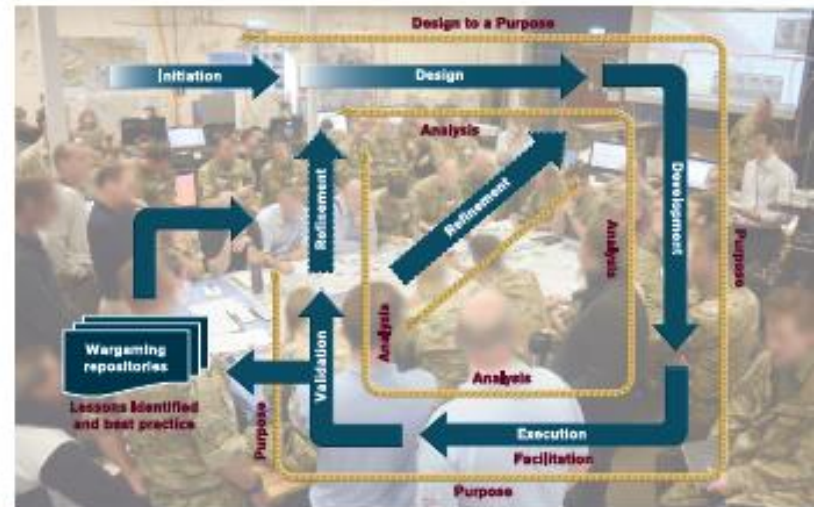 Design to a Purpose
Initiation
Design
Analysis
Refinement
Refinement
Development
Analysis
Purpose
Wargaming
repositories
Lessons identified
and best practice
Validation
Analysis
Analysis
Purpose
Execution
Facilitation
Purpose